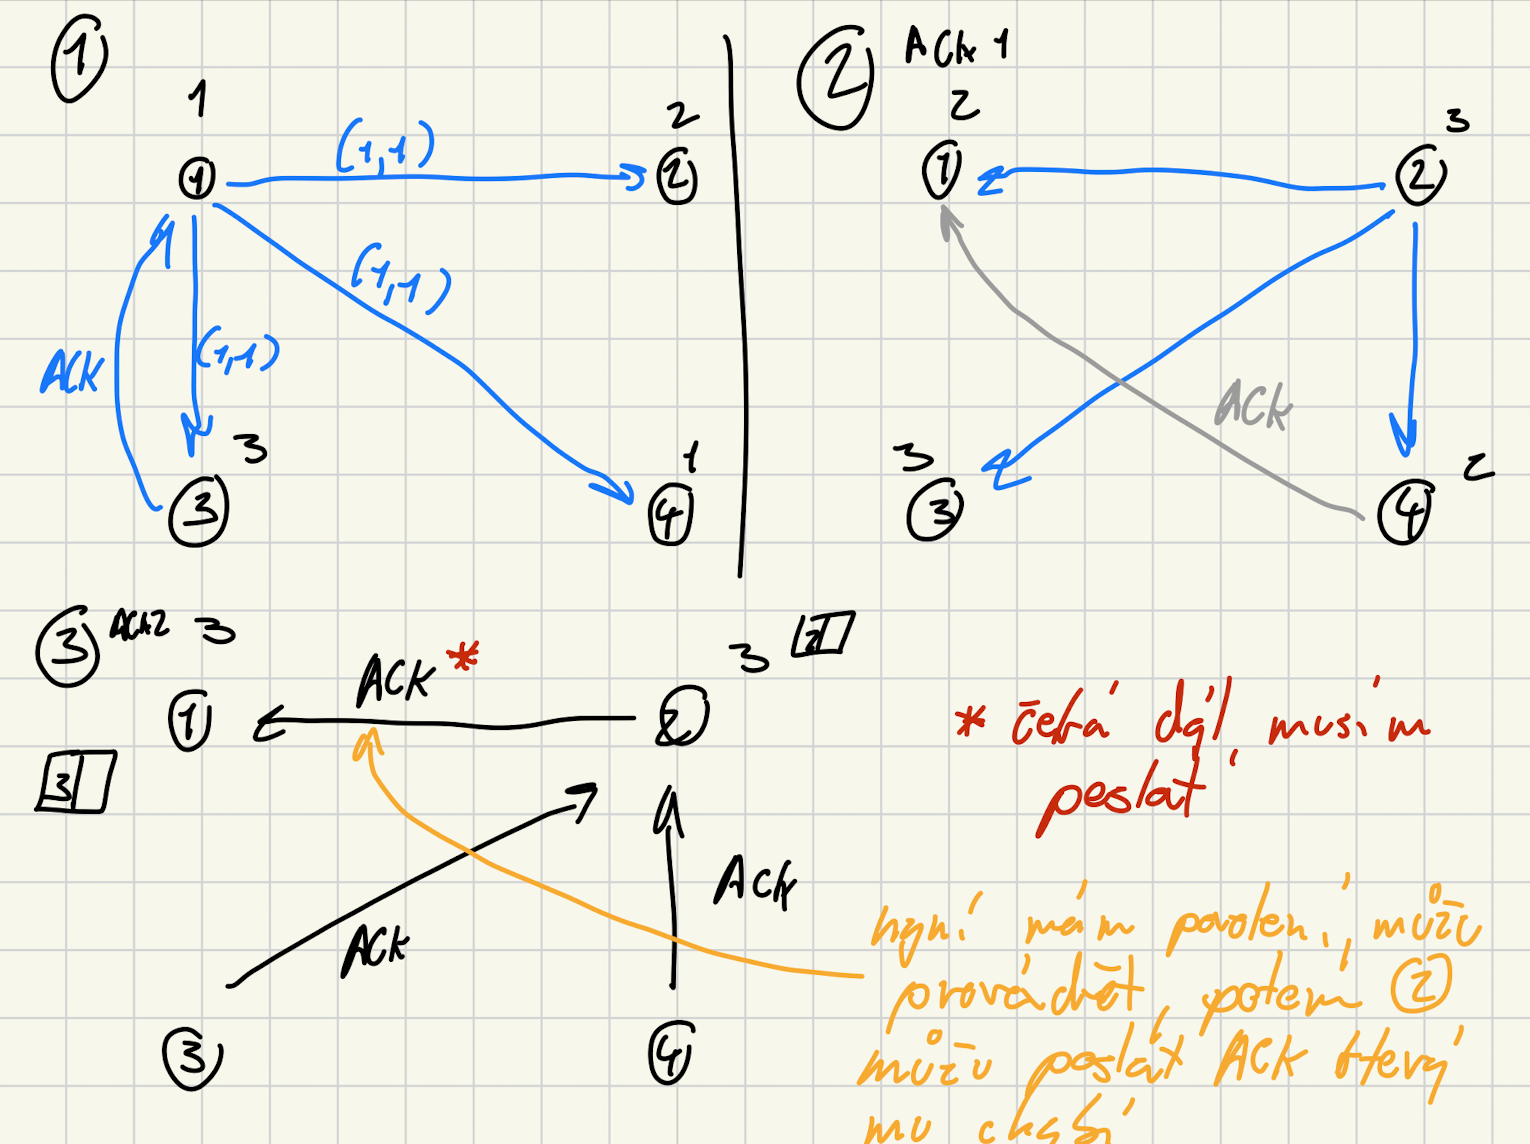 1
1
1
(1,1)
2
2
(1,1)
(1,1)
ACK
3
3
1
4
2
ACK 1
2
1
3
2
ACK
3
3
2
4
3
ACK2
3
ACK *
3
2
1
2
3
ACK
ACK
3
4
* čeká dál, musím
poslat
nyní mám povolení, můžu
provádět, potom 2
můžu poslat ACK který
mu chybí